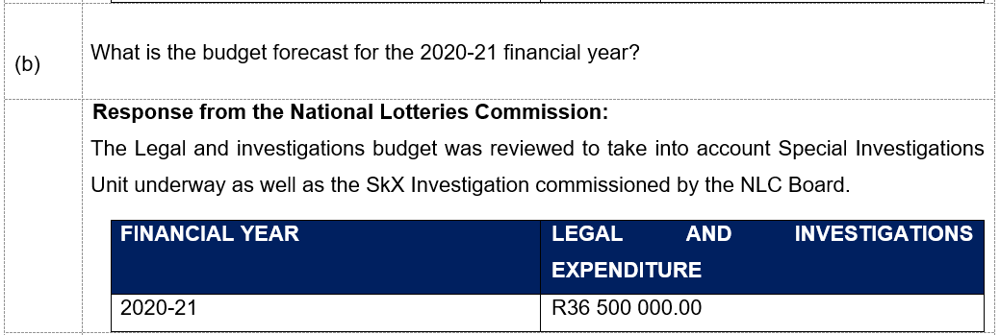 (b)
What is the budget forecast for the 2020-21 financial year?
Response from the National Lotteries Commission:
The Legal and investigations budget was reviewed to take into account Special Investigations
Unit underway as well as the SkX Investigation commissioned by the NLC Board.
FINANCIAL YEAR
LEGAL AND INVESTIGATIONS
EXPENDITURE
2020-21
R36 500 000.00